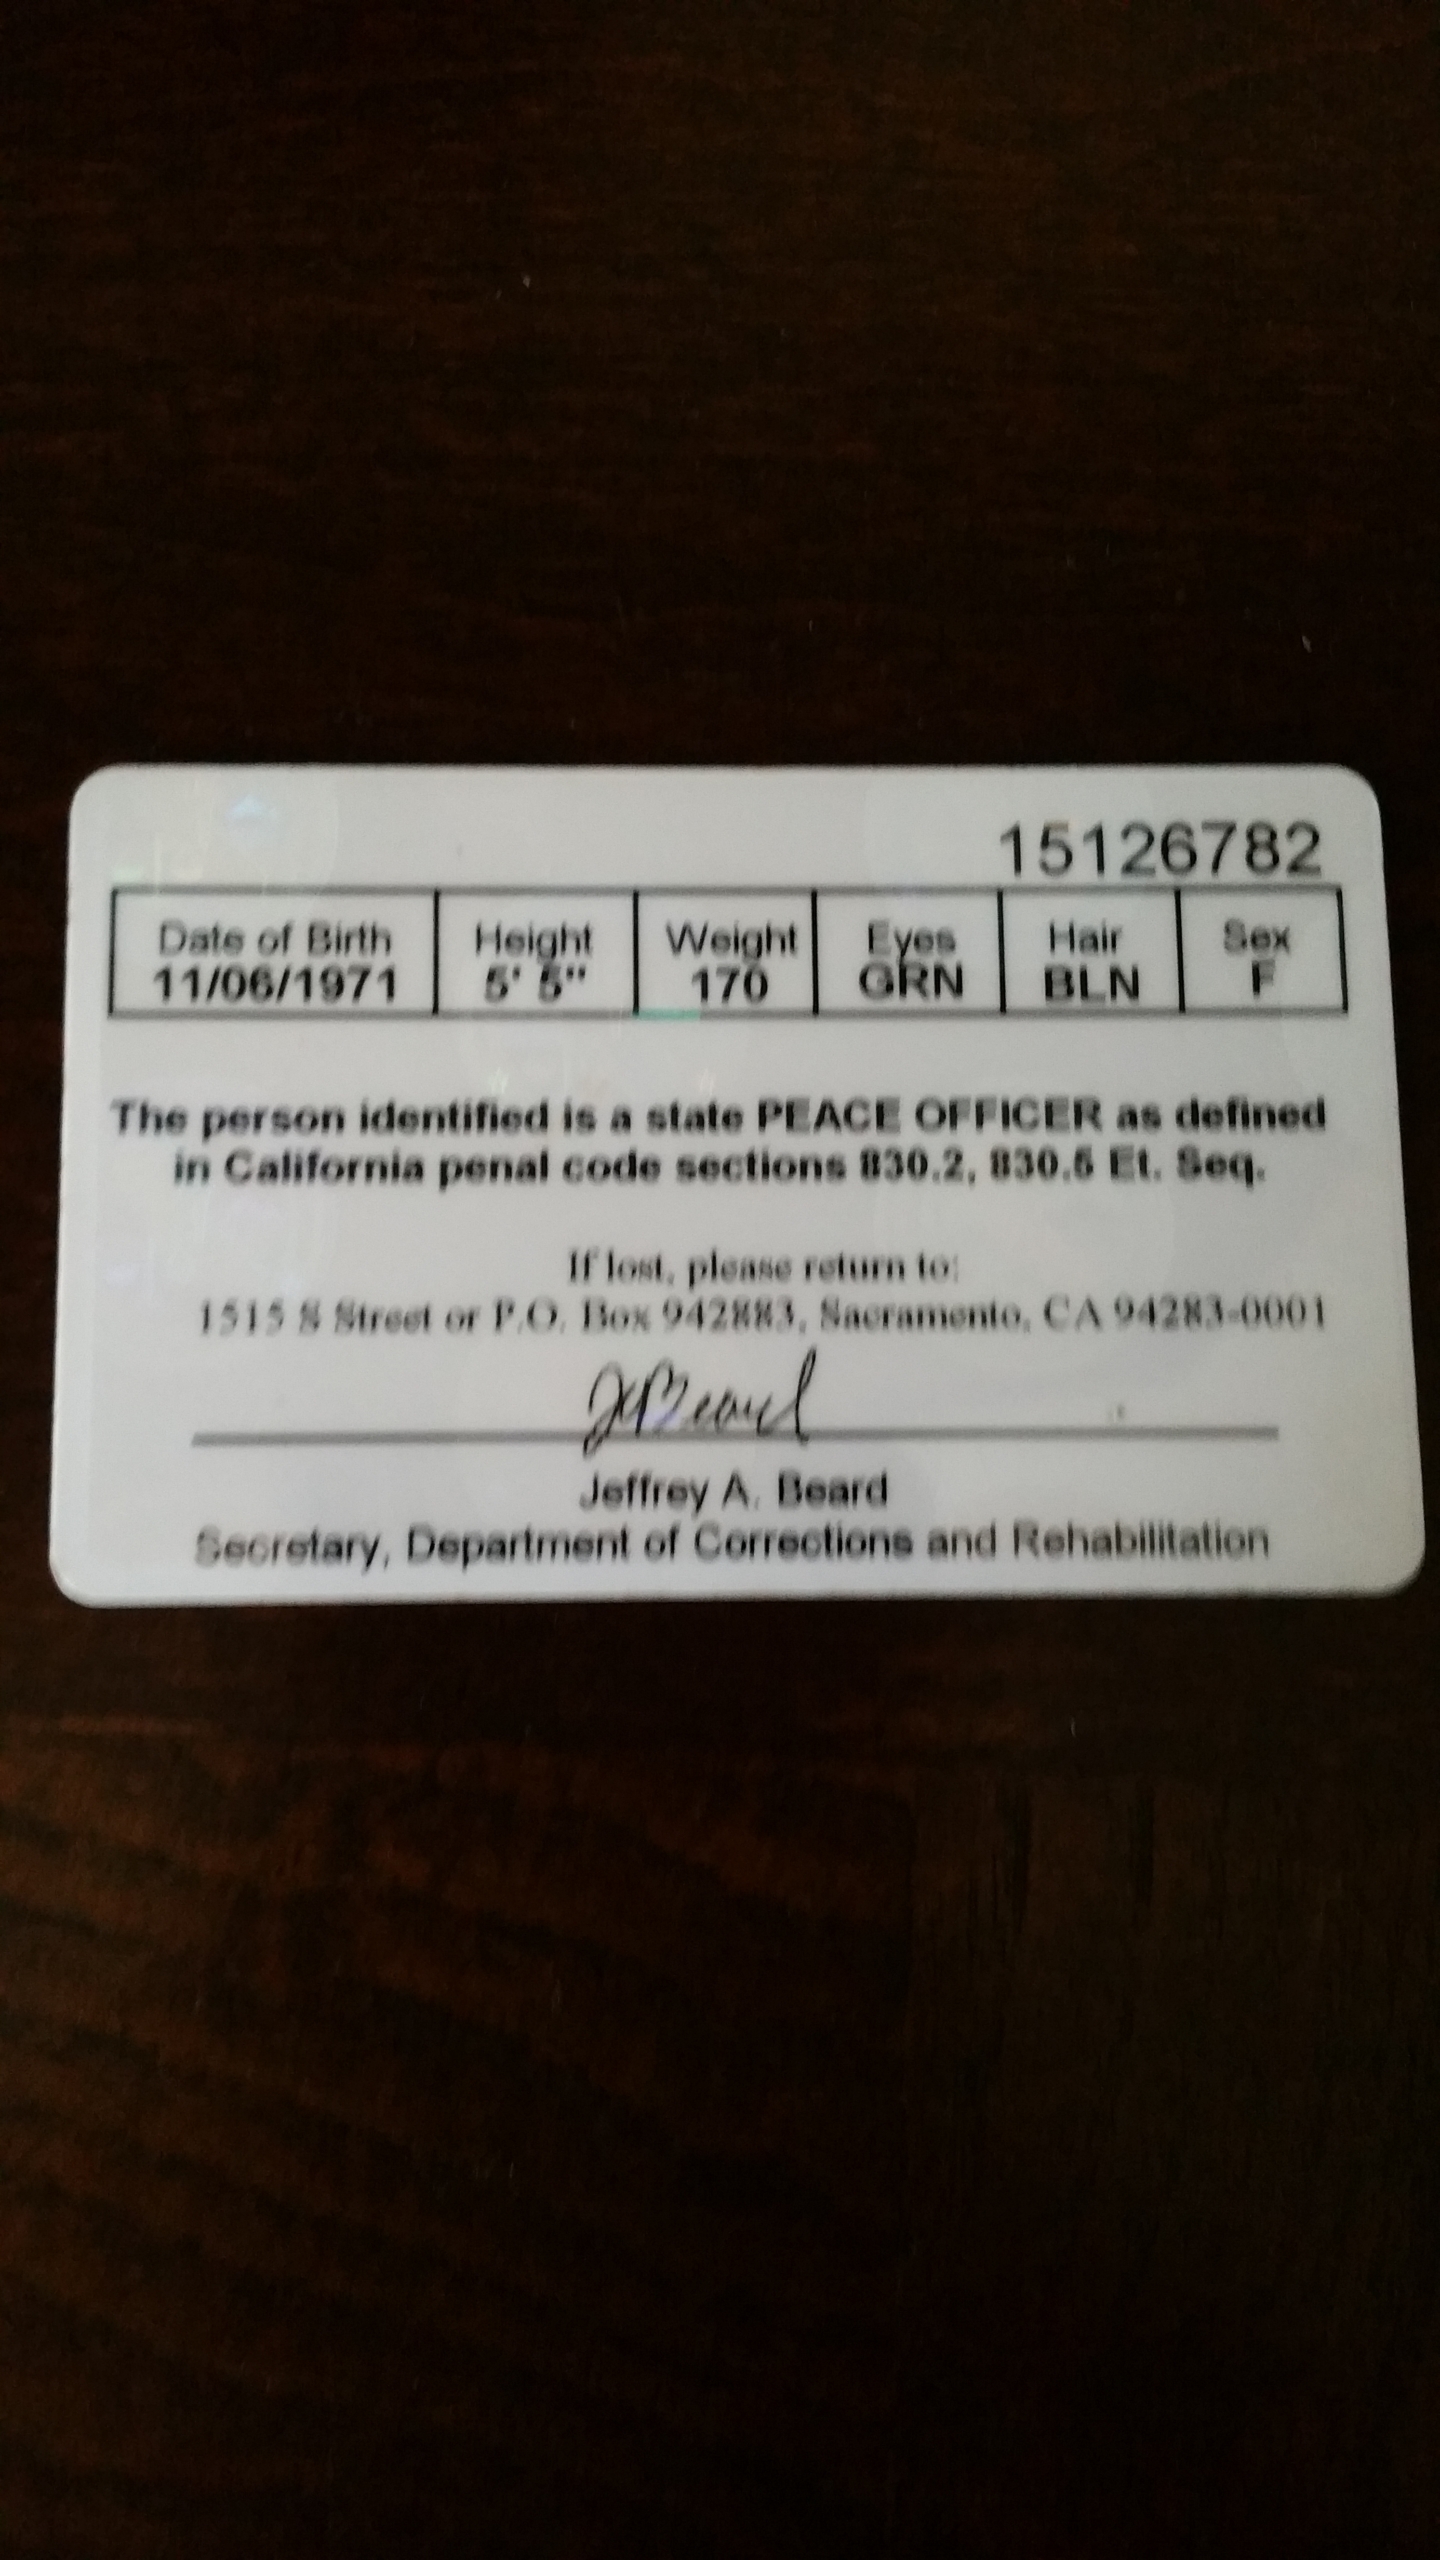 15126782
Date of Birth Height Weight Eyes Hair Sex
11/06/1971 5' 5" 170 GRN BLN F
The person identified is a state PEACE OFFICER as defined
in California penal code sections 830.2, 830.5 Et. Seq.
If lost, please return to:
1515 S Street or P.O. Box 942883, Sacramento, CA 94283-0001
JABeard
Jeffrey A. Beard
Secretary, Department of Corrections and Rehabilitation